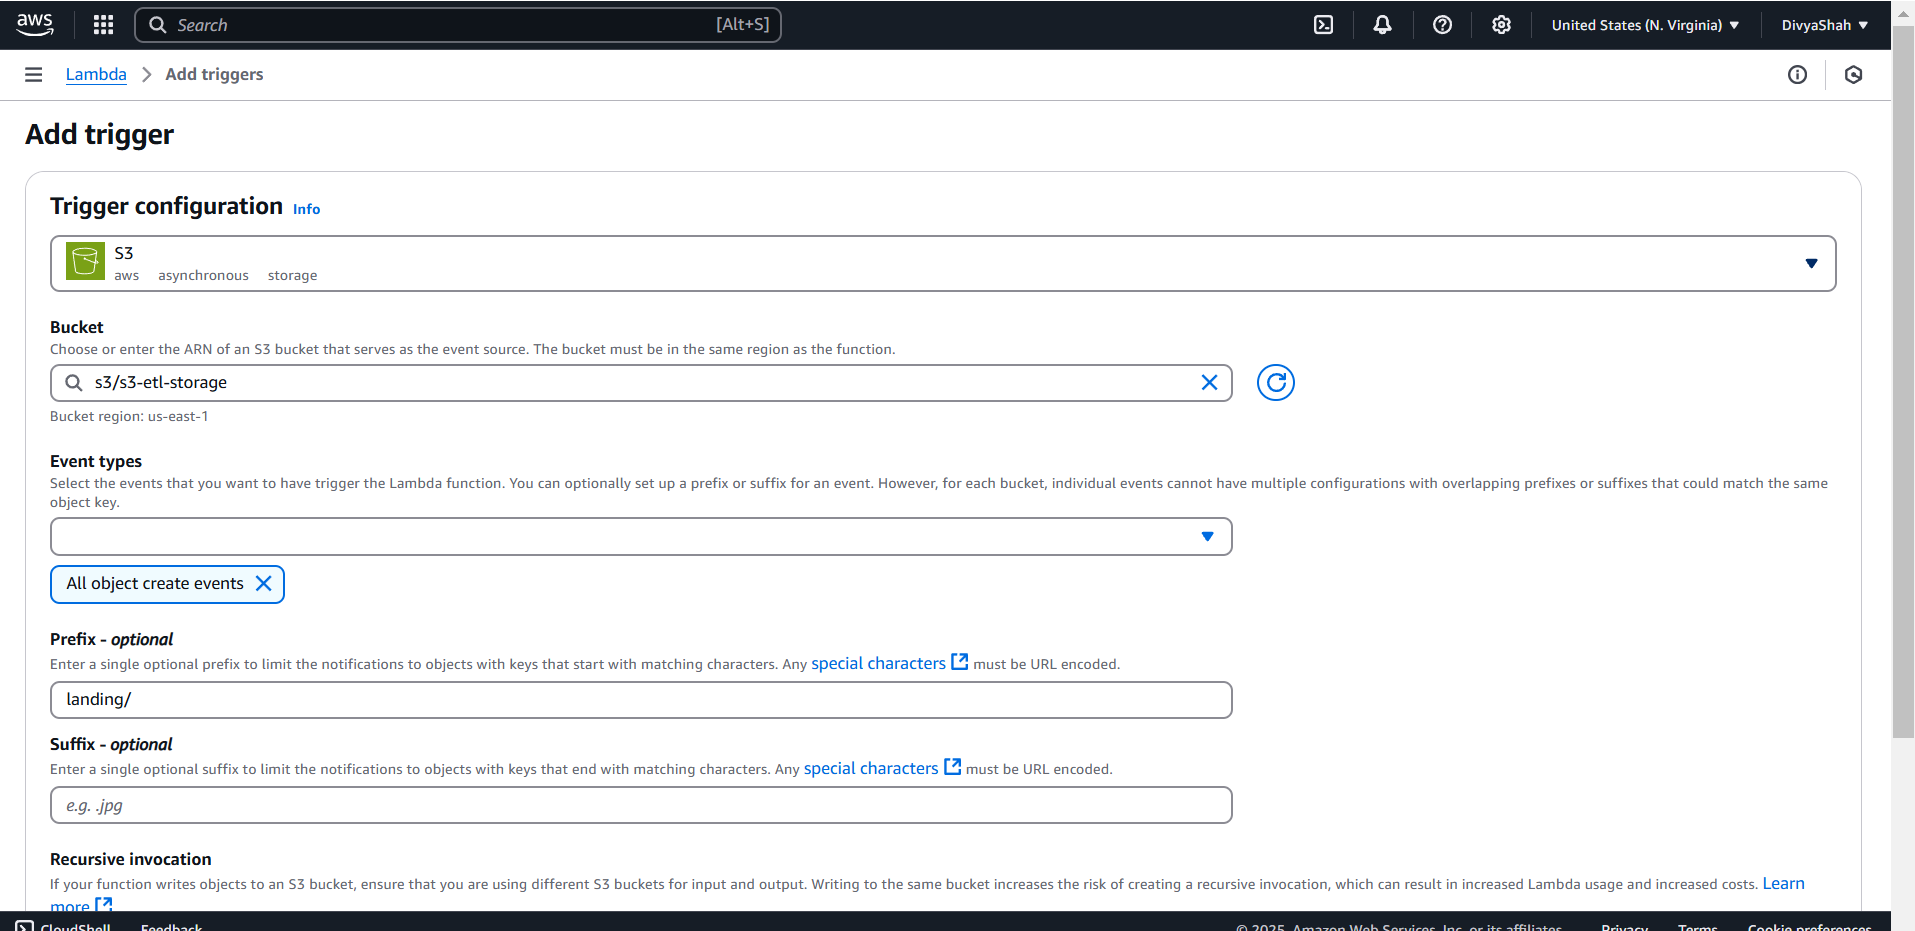 aws
Search [Alt+S] United States (N. Virginia) DivyaShah
Lambda Add triggers
Add trigger
Trigger configuration Info
S3
aws asynchronous storage
Bucket
Choose or enter the ARN of an S3 bucket that serves as the event source. The bucket must be in the same region as the function.
s3/s3-etl-storage
Bucket region: us-east-1
Event types
Select the events that you want to have trigger the Lambda function. You can optionally set up a prefix or suffix for an event. However, for each bucket, individual events cannot have multiple configurations with overlapping prefixes or suffixes that could match the same
object key.
All object create events
Prefix - optional
Enter a single optional prefix to limit the notifications to objects with keys that start with matching characters. Any special characters must be URL encoded.
landing/
Suffix - optional
Enter a single optional suffix to limit the notifications to objects with keys that end with matching characters. Any special characters must be URL encoded.
e.g. .jpg
Recursive invocation
If your function writes objects to an S3 bucket, ensure that you are using different S3 buckets for input and output. Writing to the same bucket increases the risk of creating a recursive invocation, which can result in increased Lambda usage and increased costs. Learn
more
CloudShell Feedback © 2025, Amazon Web Services, Inc. or its affiliates. Privacy Terms Cookie preferences